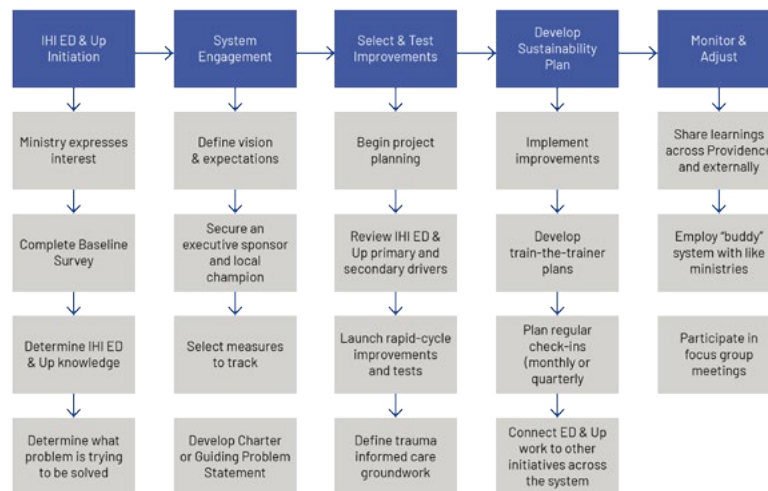 IHI ED & Up
Initiation
System
Engagement
Select & Test
Improvements
Develop
Sustainability
Plan
Monitor &
Adjust
Ministry expresses
interest
Define vision
& expectations
Begin project
planning
Implement
improvements
Share learnings
across Providence
and externally
Complete Baseline
Survey
Secure an
executive sponsor
and local
champion
Review IHI ED &
Up primary and
secondary drivers
Develop
train-the-trainer
plans
Employ “buddy”
system with like
ministries
Determine IHI ED
& Up knowledge
Select measures
to track
Launch rapid-cycle
improvements
and tests
Plan regular
check-ins
(monthly or
quarterly
Participate in
focus group
meetings
Determine what
problem is trying
to be solved
Develop Charter
or Guiding Problem
Statement
Define trauma
informed care
groundwork
Connect ED & Up
work to other
initiatives across
the system